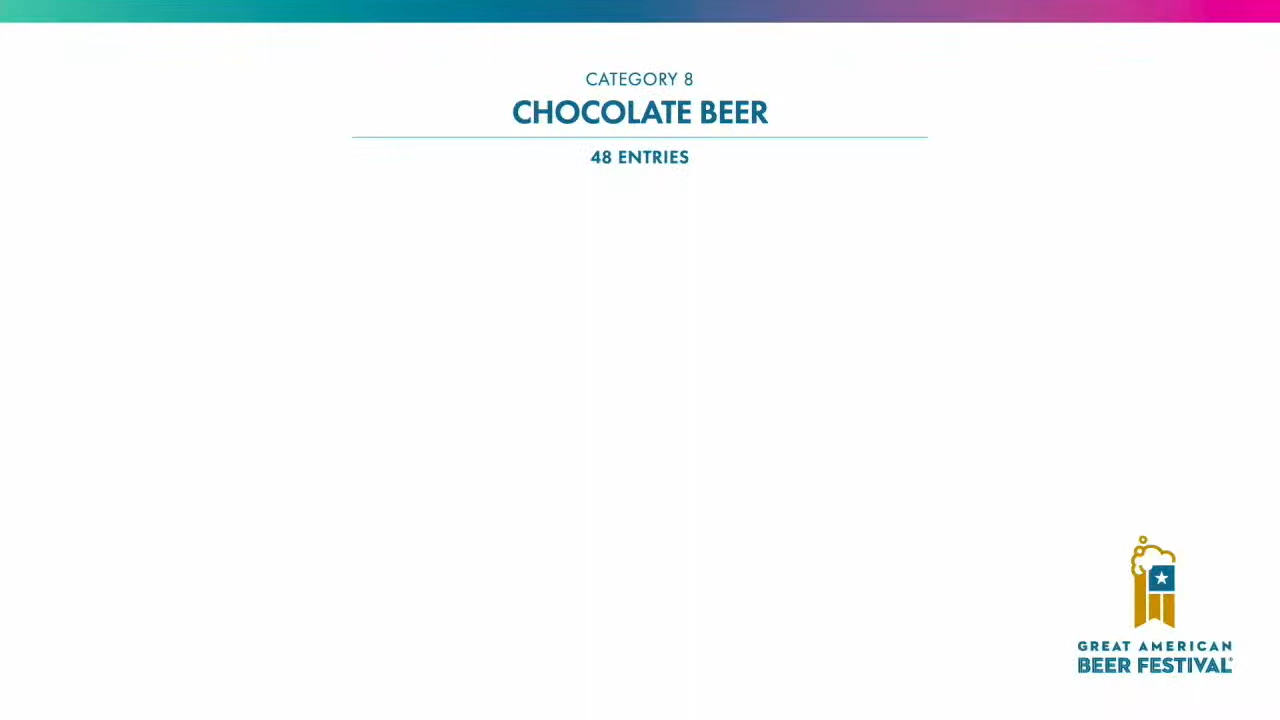 CATEGORY 8
CHOCOLATE BEER
48 ENTRIES
GREAT AMERICAN
BEER FESTIVAL